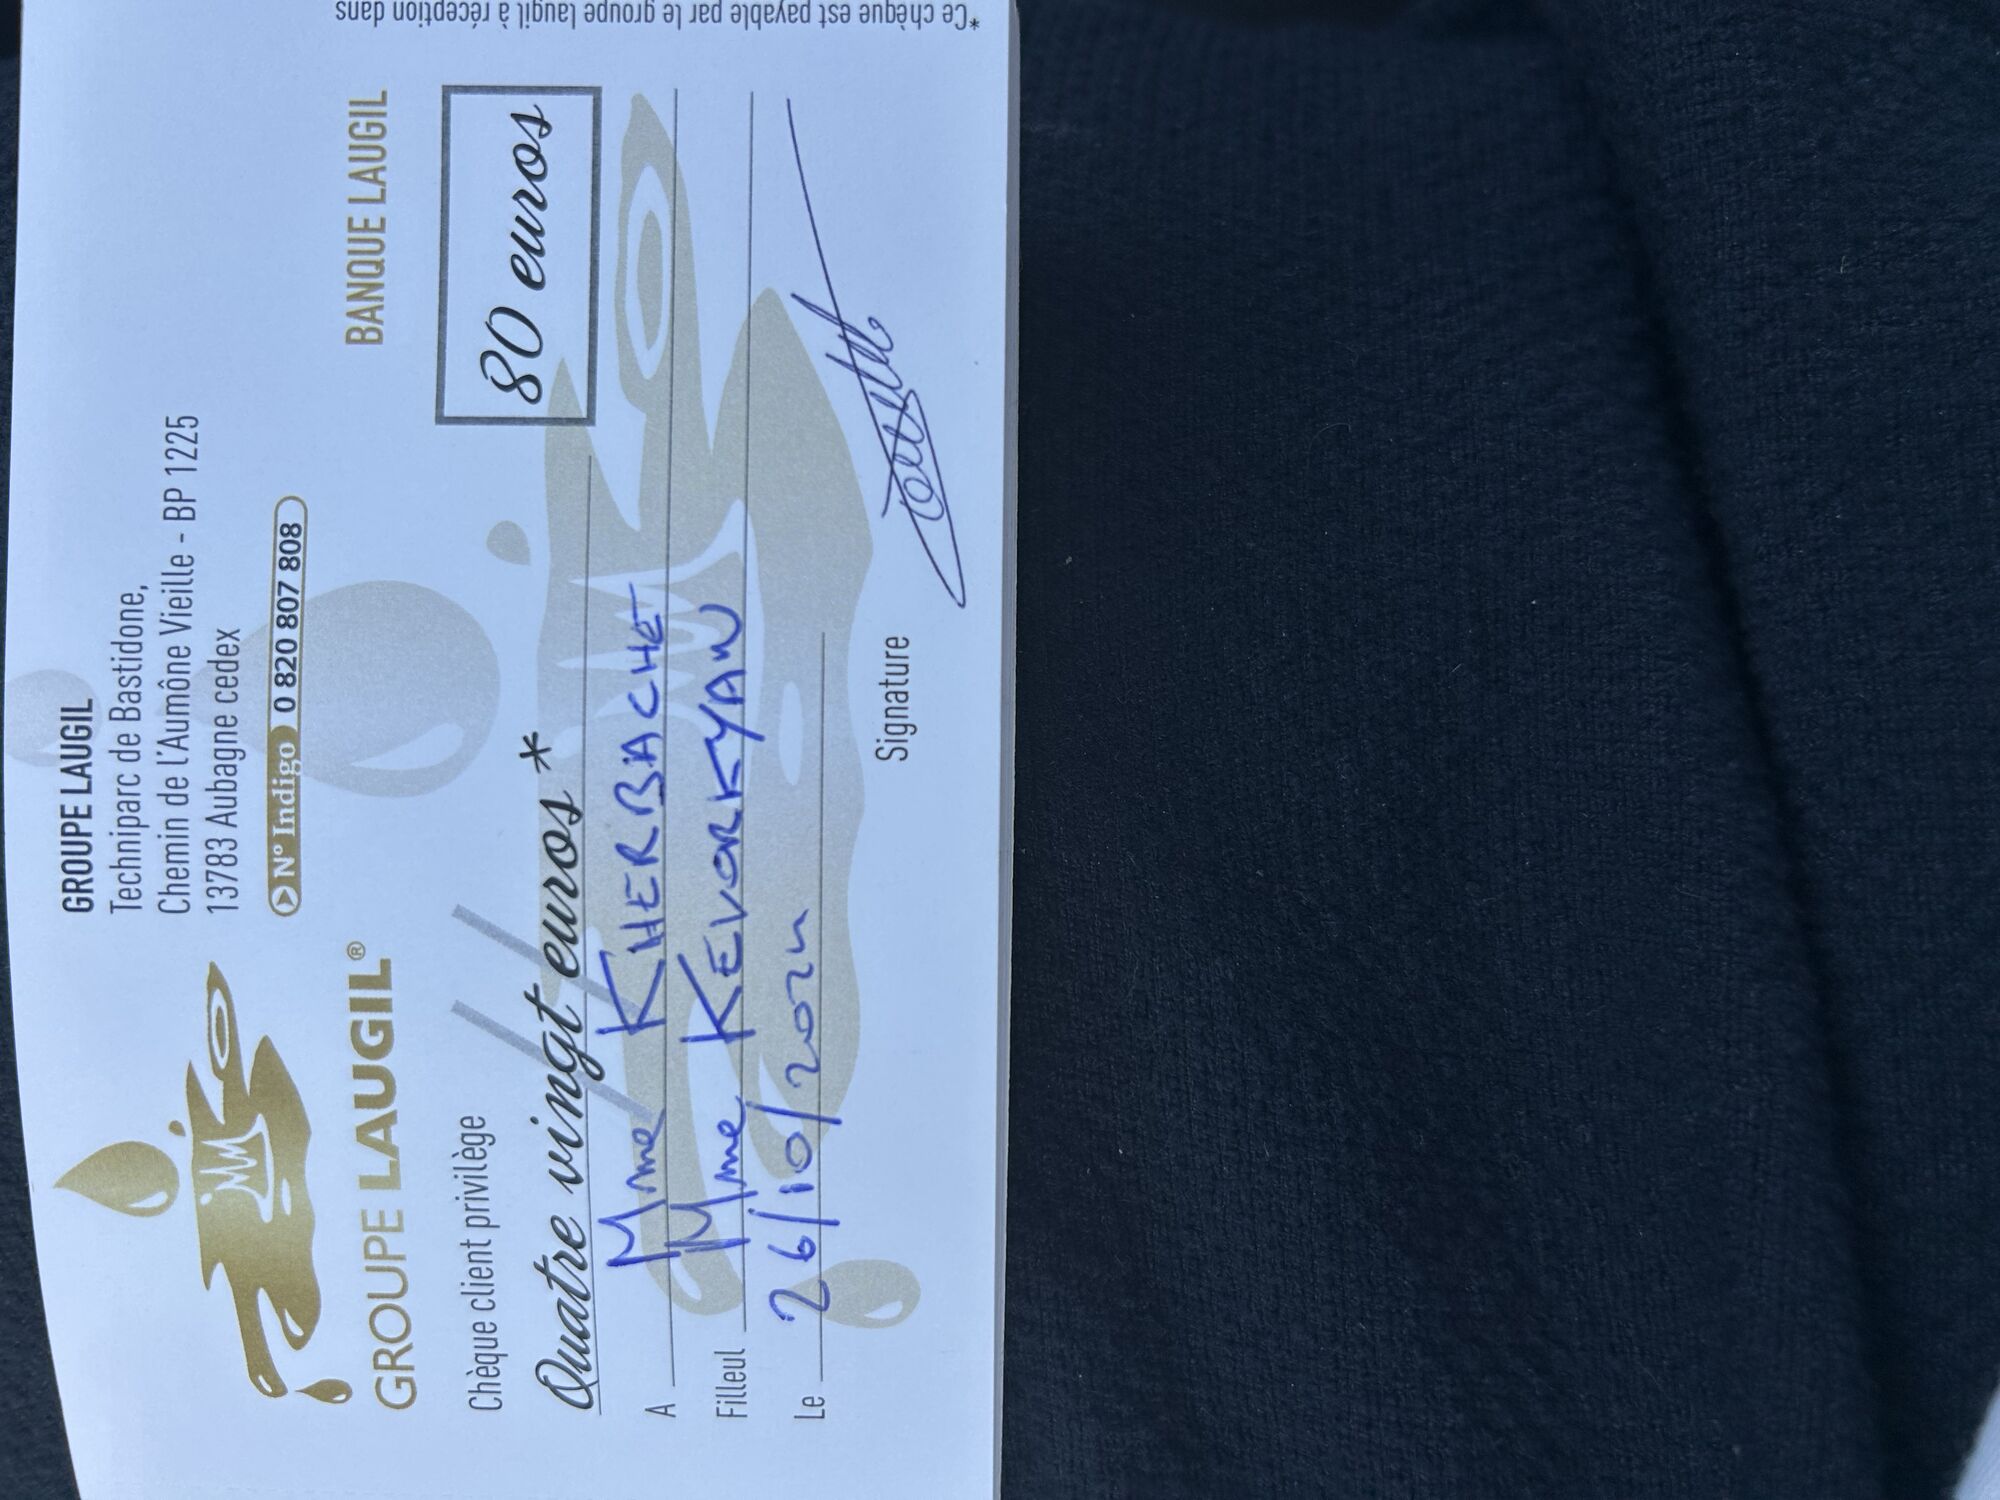 GROUPE LAUGIL
Techniparc de Bastidone,
Chemin de l'Aumône Vieille - BP 1225
13783 Aubagne cedex
N° Indigo 0 820 807 808
GROUPE LAUGIL®
BANQUE LAUGIL
Chèque client privilège
80 euros
Quatre vingt euros *
A Mme KHERBACHE
Filleul Mme KEVORKYAN
Le 26/10/2024
Signature
*Ce chèque est payable par le groupe laugil à réception dans